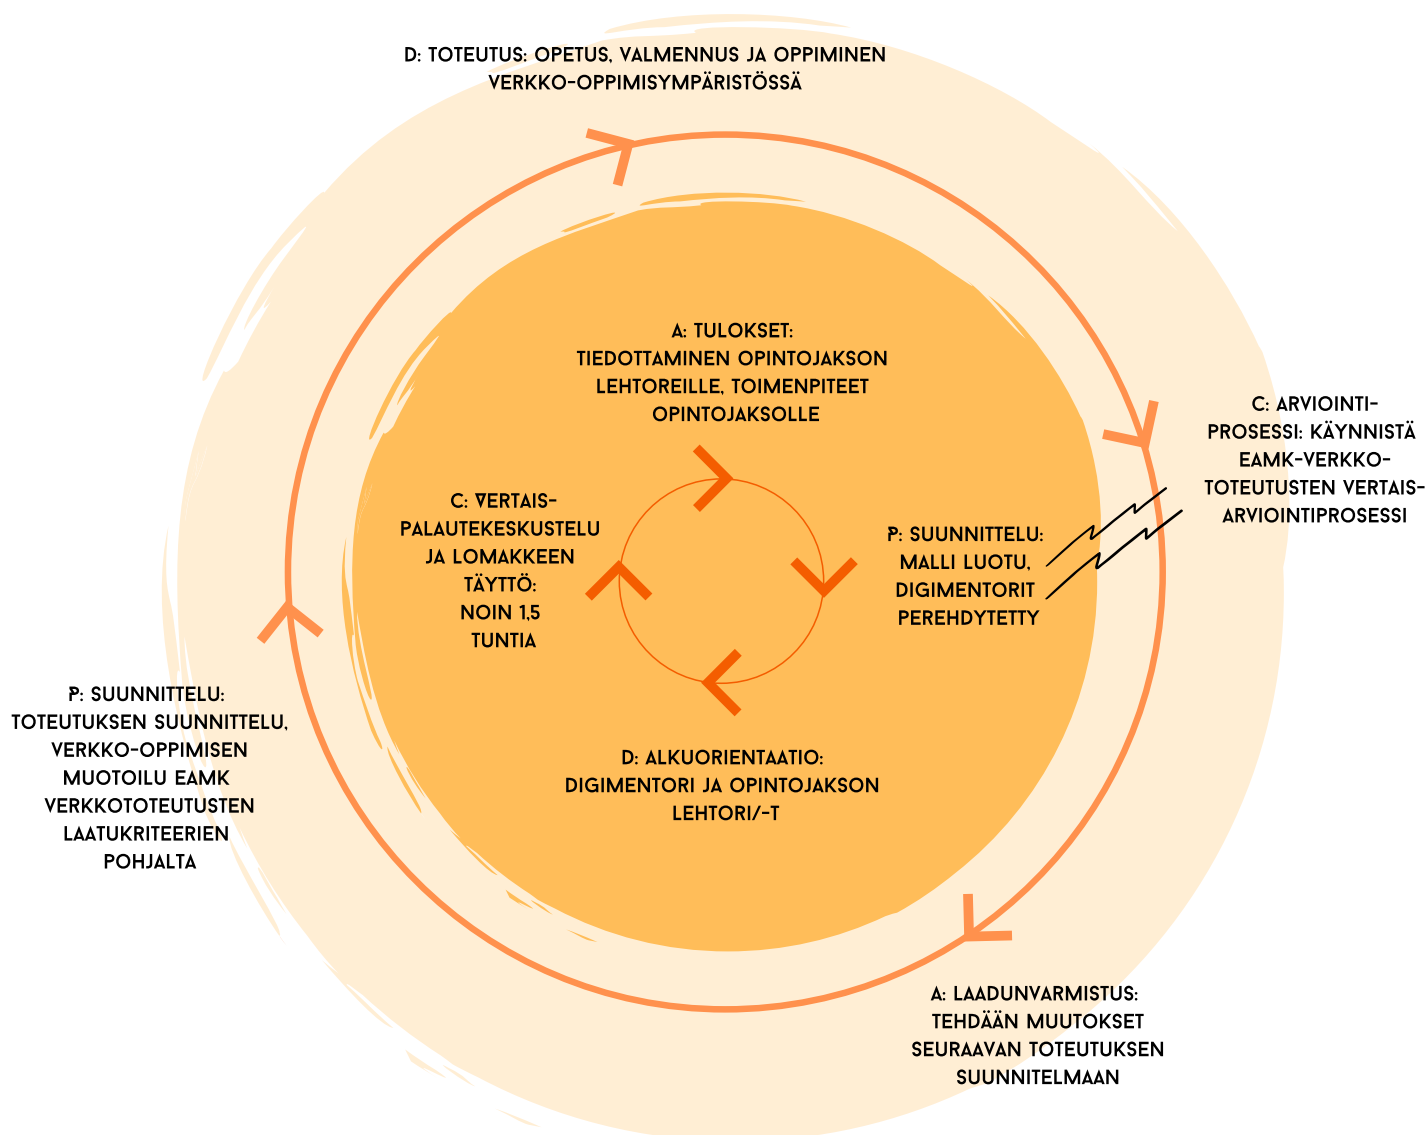 D: TOTEUTUS: OPETUS, VALMENNUS JA OPPIMINEN
VERKKO-OPPIMISYMPÄRISTÖSSÄ
A: TULOKSET:
TIEDOTTAMINEN OPINTOJAKSON
LEHTOREILLE, TOIMENPITEET
OPINTOJAKSOLLE
C: ARVIOINTI-
PROSESSI: KÄYNNISTÄ
EAMK-VERKKO-
TOTEUTUSTEN VERTAIS-
ARVIOINTIPROSESSI
C: VERTAIS-
PALAUTEKESKUSTELU
JA LOMAKKEEN
TÄYTTÖ:
NOIN 1,5
TUNTIA
P: SUUNNITTELU:
MALLI LUOTU,
DIGIMENTORIT
PEREHDYTETTY
P: SUUNNITTELU:
TOTEUTUKSEN SUUNNITTELU,
VERKKO-OPPIMISEN
MUOTOILU EAMK
VERKKOTOTEUTUSTEN
LAATUKRITEERIEN
POHJALTA
D: ALKUORIENTAATIO:
DIGIMENTORI JA OPINTOJAKSON
LEHTORI/-T
A: LAADUNVARMISTUS:
TEHDÄÄN MUUTOKSET
SEURAAVAN TOTEUTUKSEN
SUUNNITELMAAN